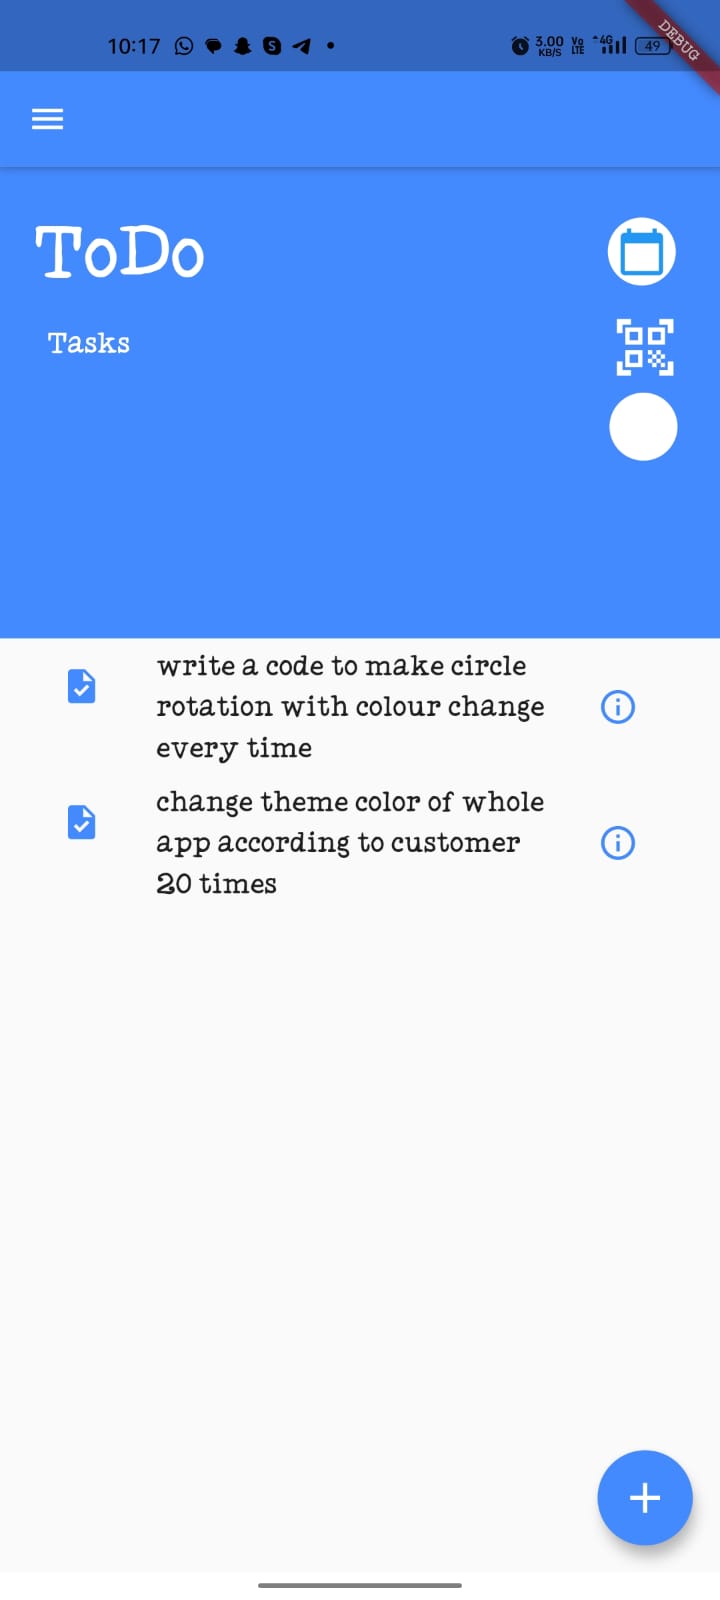 10:17 3.00 KB/S Vo LTE 4G 49
DEBUG
ToDo
Tasks
write a code to make circle
rotation with colour change
every time
change theme color of whole
app according to customer
20 times